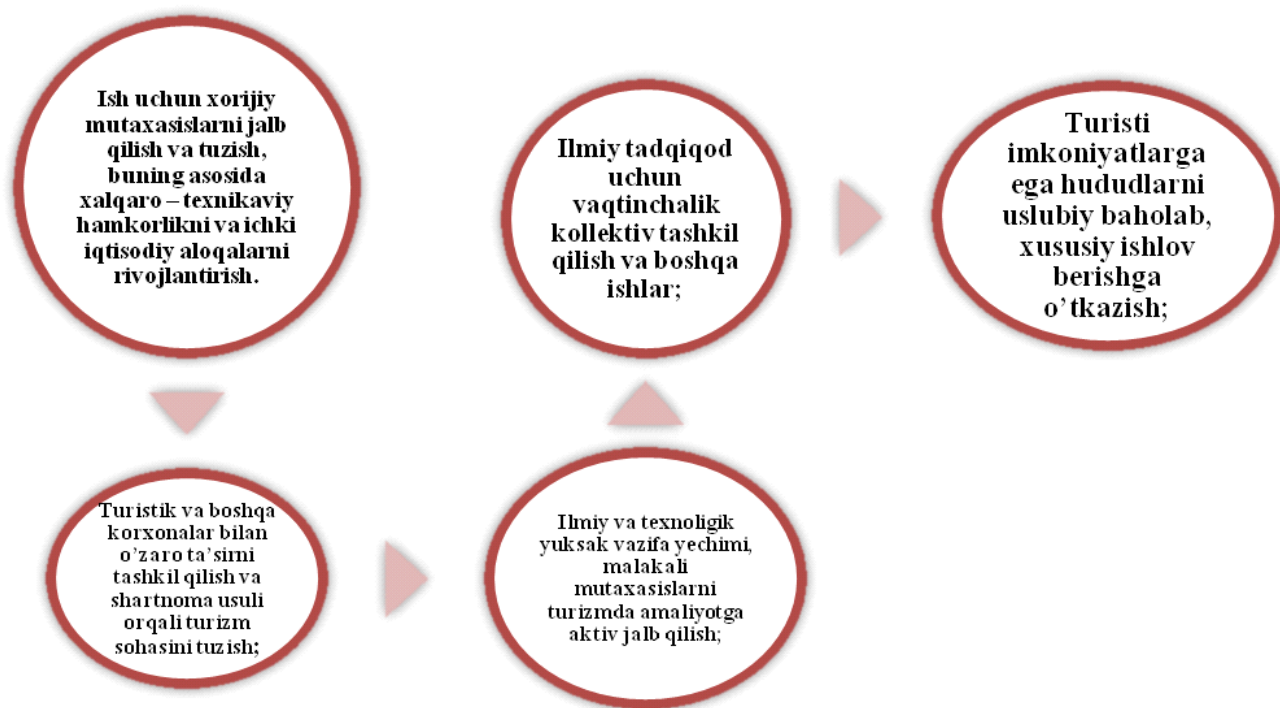 Ish uchun xorijiy
mutaxasislarni jalb
qilish va tuzish,
buning asosida
xalqaro – texnikaviy
hamkorlikni va ichki
iqtisodiy aloqalarni
rivojlantirish.
Turistik va boshqa
korxonalar bilan
o’zaro ta’sirni
tashkil qilish va
shartnoma usuli
orqali turizm
sohasini tuzish;
Ilmiy va texnoligik
yuksak vazifa yechimi,
malakali
mutaxasislarni
turizmda amaliyotga
aktiv jalb qilish;
Ilmiy tadqiqod
uchun
vaqtinchalik
kollektiv tashkil
qilish va boshqa
ishlar;
Turisti
imkoniyatlarga
ega hududlarni
uslubiy baholab,
xususiy ishlov
berishga
o’tkazish;